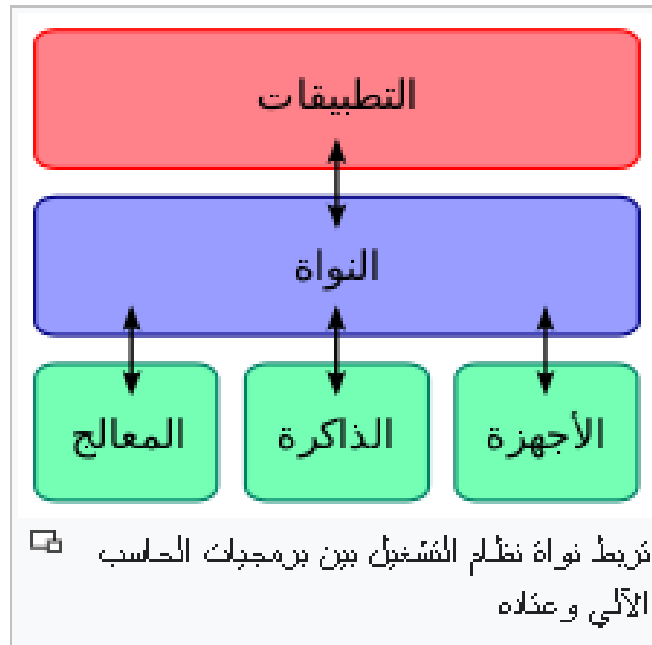 التطبيقات
النواة
الأجهزة
الذاكرة
المعالج
تربط نواة نظام التشغيل بين برمجيات الحاسب
الآلي وعتاده